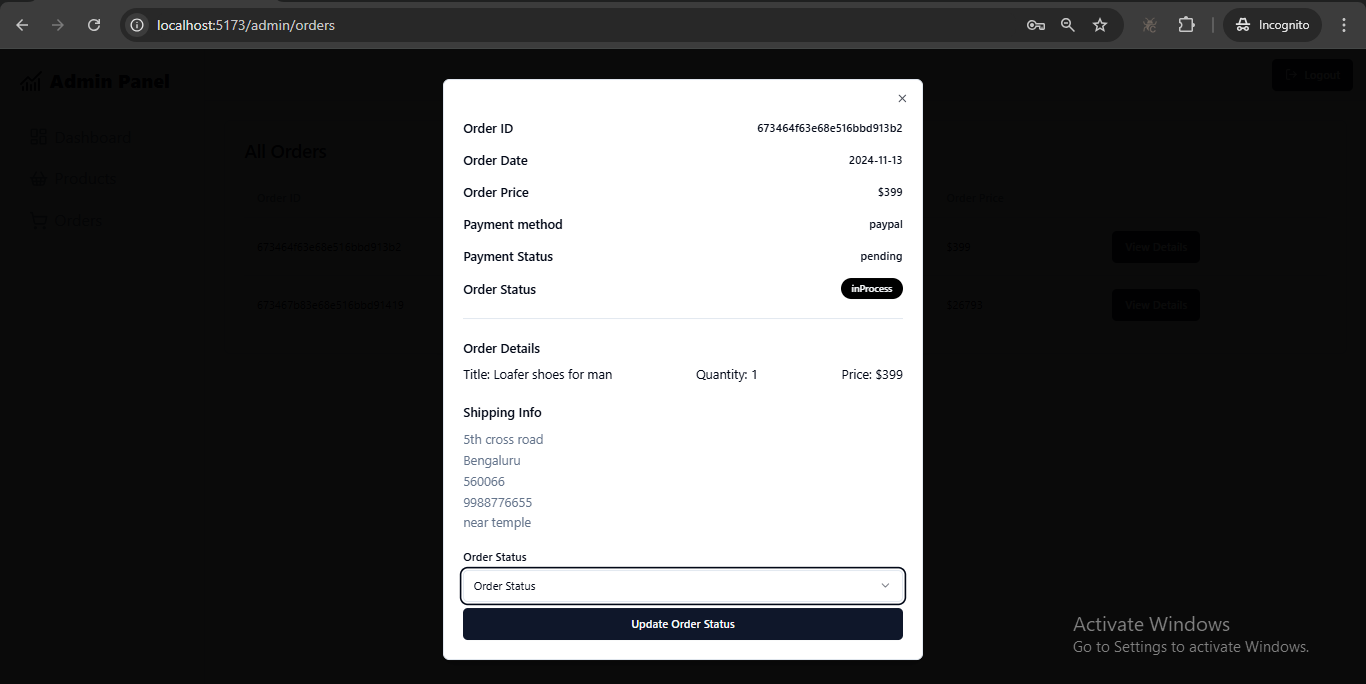 localhost:5173/admin/orders
Incognito
Admin Panel
Logout
Dashboard
Products
Orders
All Orders
Order ID
Order Price
$399
View Details
$26793
View Details
Order ID 673464f63e68e516bbd913b2
Order Date 2024-11-13
Order Price $399
Payment method paypal
Payment Status pending
Order Status inProcess
Order Details
Title: Loafer shoes for man Quantity: 1 Price: $399
Shipping Info
5th cross road
Bengaluru
560066
9988776655
near temple
Order Status
Order Status
Update Order Status
Activate Windows
Go to Settings to activate Windows.